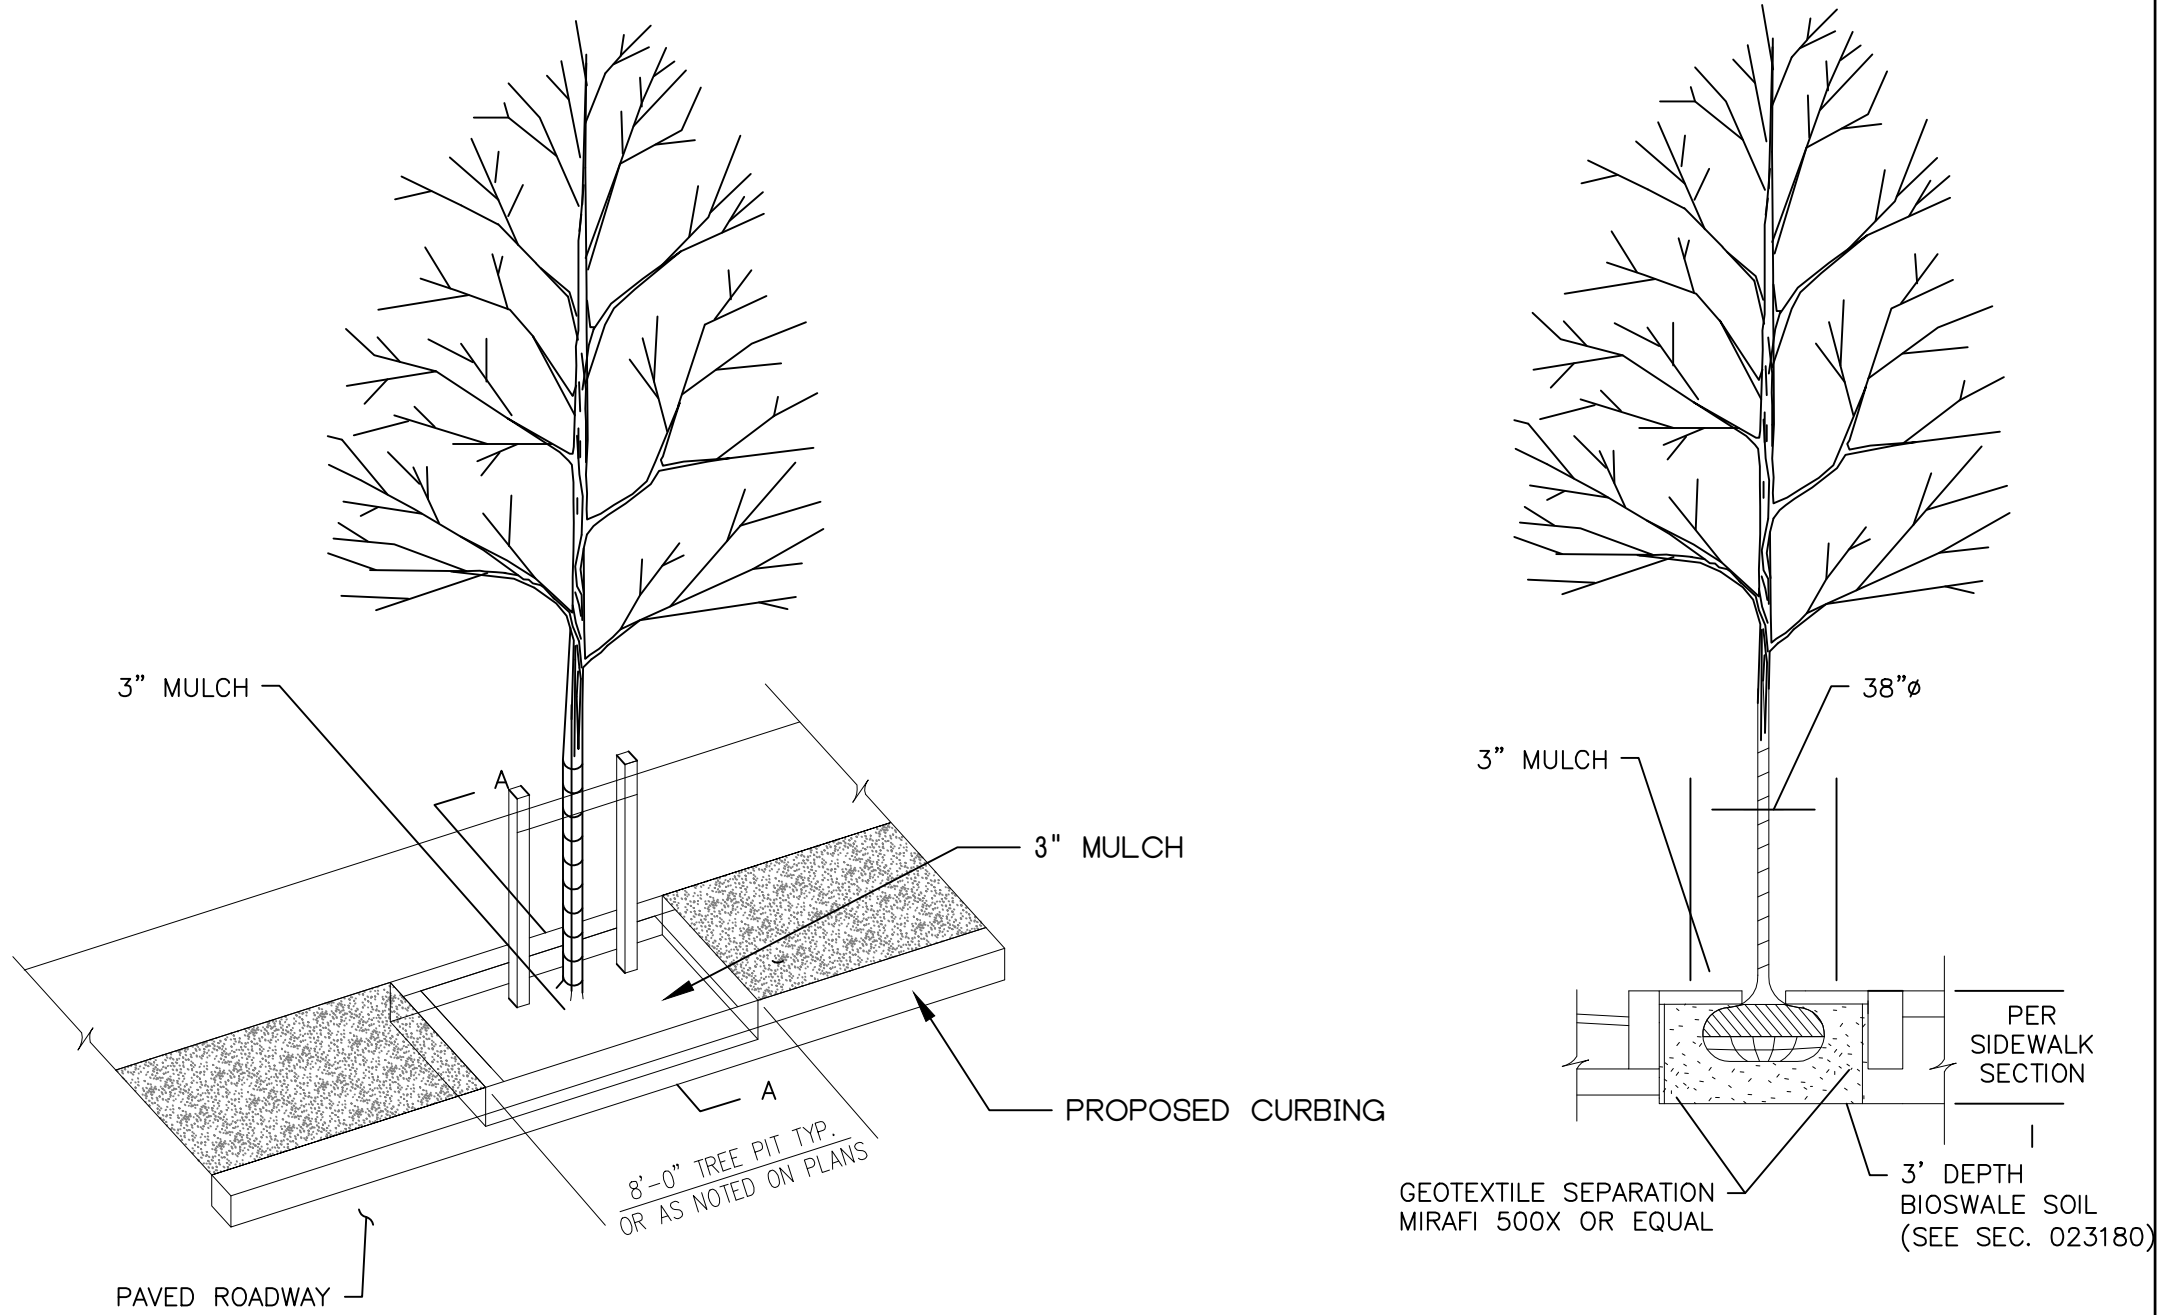 3” MULCH
A
3" MULCH
A
PROPOSED CURBING
8’-0” TREE PIT TYP.
OR AS NOTED ON PLANS
PAVED ROADWAY
38”ø
3” MULCH
PER
SIDEWALK
SECTION
GEOTEXTILE SEPARATION
MIRAFI 500X OR EQUAL
3’ DEPTH
BIOSWALE SOIL
(SEE SEC. 023180)